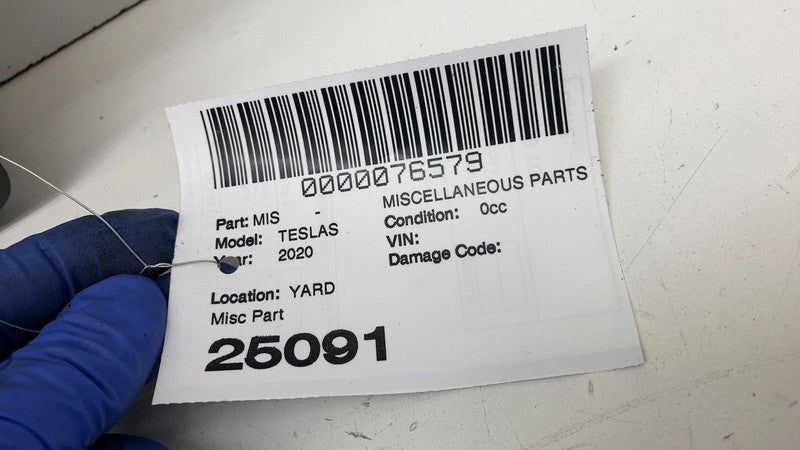 0000076579
Part: MIS - MISCELLANEOUS PARTS
Model: TESLAS Condition: 0cc
Year: 2020 VIN:
Damage Code:
Location: YARD
Misc Part
25091